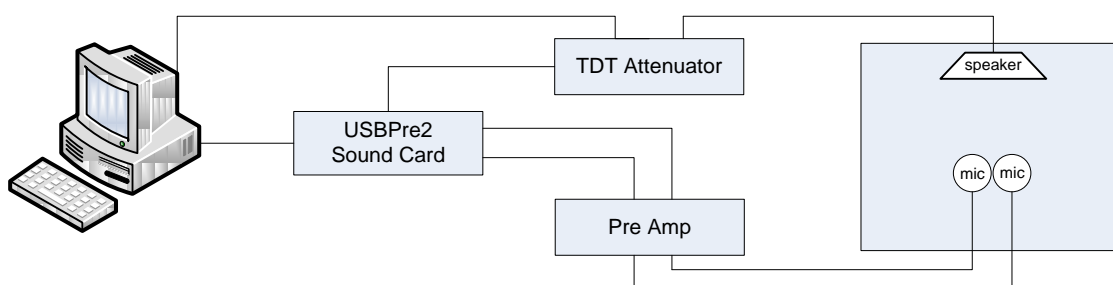 TDT Attenuator
speaker
USBPre2
Sound Card
mic mic
Pre Amp